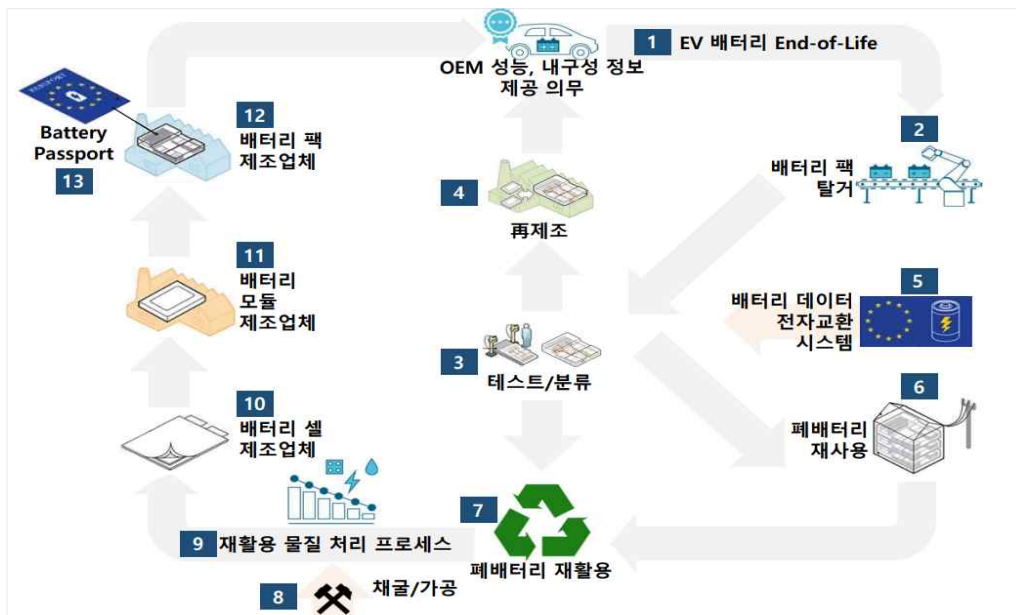 1 EV 배터리 End-of-Life
OEM 성능, 내구성 정보
제공 의무
PASSPORT
Battery
Passport
13
12
배터리 팩
제조업체
2
배터리 팩
탈거
4
再제조
11
배터리
모듈
제조업체
5
배터리 데이터
전자교환
시스템
3
테스트/분류
10
배터리 셀
제조업체
6
폐배터리
재사용
7
폐배터리 재활용
9 재활용 물질 처리 프로세스
8
채굴/가공